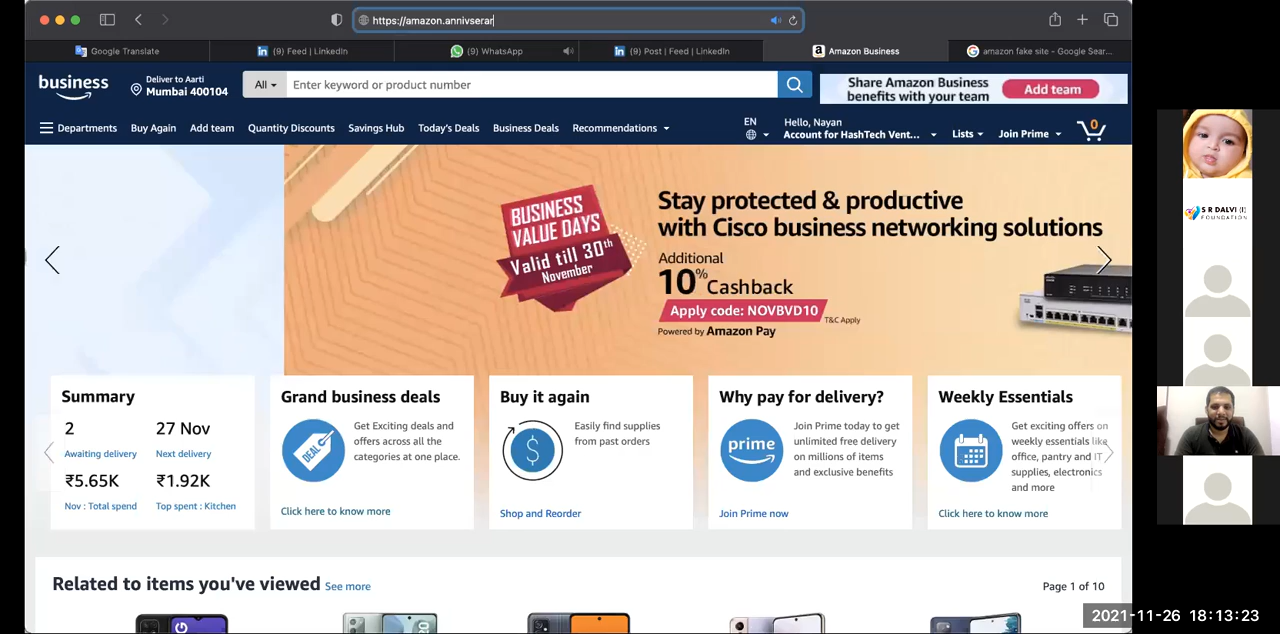 https://amazon.annivserar
Google Translate
(9) Feed | LinkedIn
(9) WhatsApp
(9) Post | Feed | LinkedIn
a Amazon Business
amazon fake site - Google Sear...
business
Deliver to Aarti
Mumbai 400104
All
Enter keyword or product number
Share Amazon Business
benefits with your team
Add team
Departments
Buy Again
Add team
Quantity Discounts
Savings Hub
Today's Deals
Business Deals
Recommendations
EN
Hello, Nayan
Account for HashTech Vent...
Lists
Join Prime
0
BUSINESS
VALUE DAYS
Valid till 30th
November
Stay protected & productive
with Cisco business networking solutions
Additional
10% Cashback
Apply code: NOVBVD10
T&C Apply
Powered by Amazon Pay
Summary
2
27 Nov
Awaiting delivery
Next delivery
₹5.65K
₹1.92K
Nov : Total spend
Top spent : Kitchen
Grand business deals
DEAL
Get Exciting deals and
offers across all the
categories at one place.
Click here to know more
Buy it again
Easily find supplies
from past orders
Shop and Reorder
Why pay for delivery?
prime
Join Prime today to get
unlimited free delivery
on millions of items
and exclusive benefits
Join Prime now
Weekly Essentials
Get exciting offers on
weekly essentials like
office, pantry and IT
supplies, electronics
and more
Click here to know more
Related to items you've viewed
See more
Page 1 of 10
S R DALVI (I)
FOUNDATION
2021-11-26 18:13:23